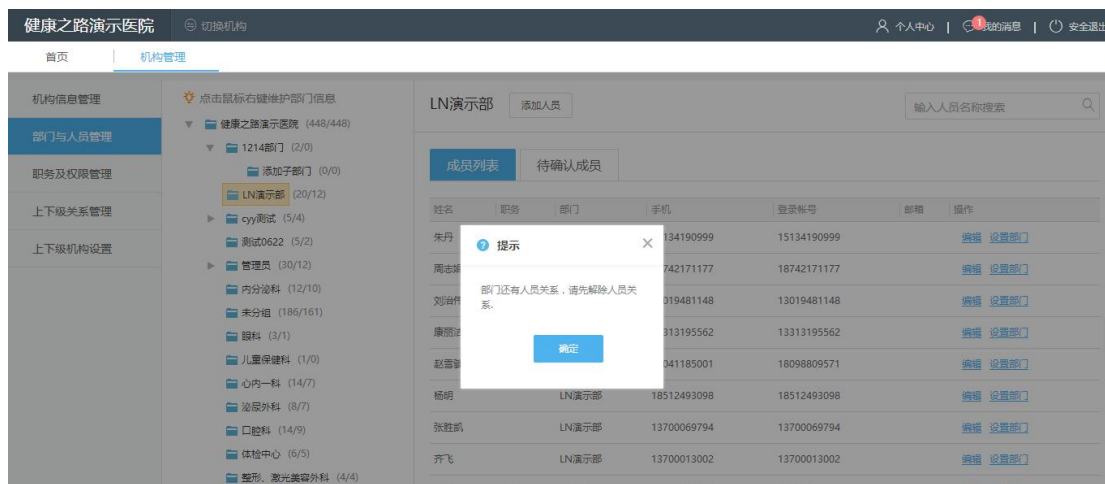 健康之路演示医院 切换机构 个人中心 | 1 我的消息 | 安全退出
首页 机构管理
机构信息管理
部门与人员管理
职务及权限管理
上下级关系管理
上下级机构设置
点击鼠标右键维护部门信息
健康之路演示医院 (448/448)
1214部门 (2/0)
添加子部门 (0/0)
LN演示部 (20/12)
cyy测试 (5/4)
测试0622 (5/2)
管理员 (30/12)
内分泌科 (12/10)
未分组 (186/161)
眼科 (3/1)
儿童保健科 (1/0)
心内一科 (14/7)
泌尿外科 (8/7)
口腔科 (14/9)
体检中心 (6/5)
整形、激光美容外科 (4/4)
LN演示部 添加人员 输入人员名称搜索
成员列表 待确认成员
姓名 职务 部门 手机 登录帐号 邮箱 操作
朱丹 134190999 15134190999 编辑 设置部门
周志 742171177 18742171177 编辑 设置部门
刘治伟 019481148 13019481148 编辑 设置部门
康丽 313195562 13313195562 编辑 设置部门
赵雪 041185001 18098809571 编辑 设置部门
杨明 LN演示部 18512493098 18512493098 编辑 设置部门
张胜凯 LN演示部 13700069794 13700069794 编辑 设置部门
齐飞 LN演示部 13700013002 13700013002 编辑 设置部门
提示
部门还有人员关系，请先解除人员关
系.
确定